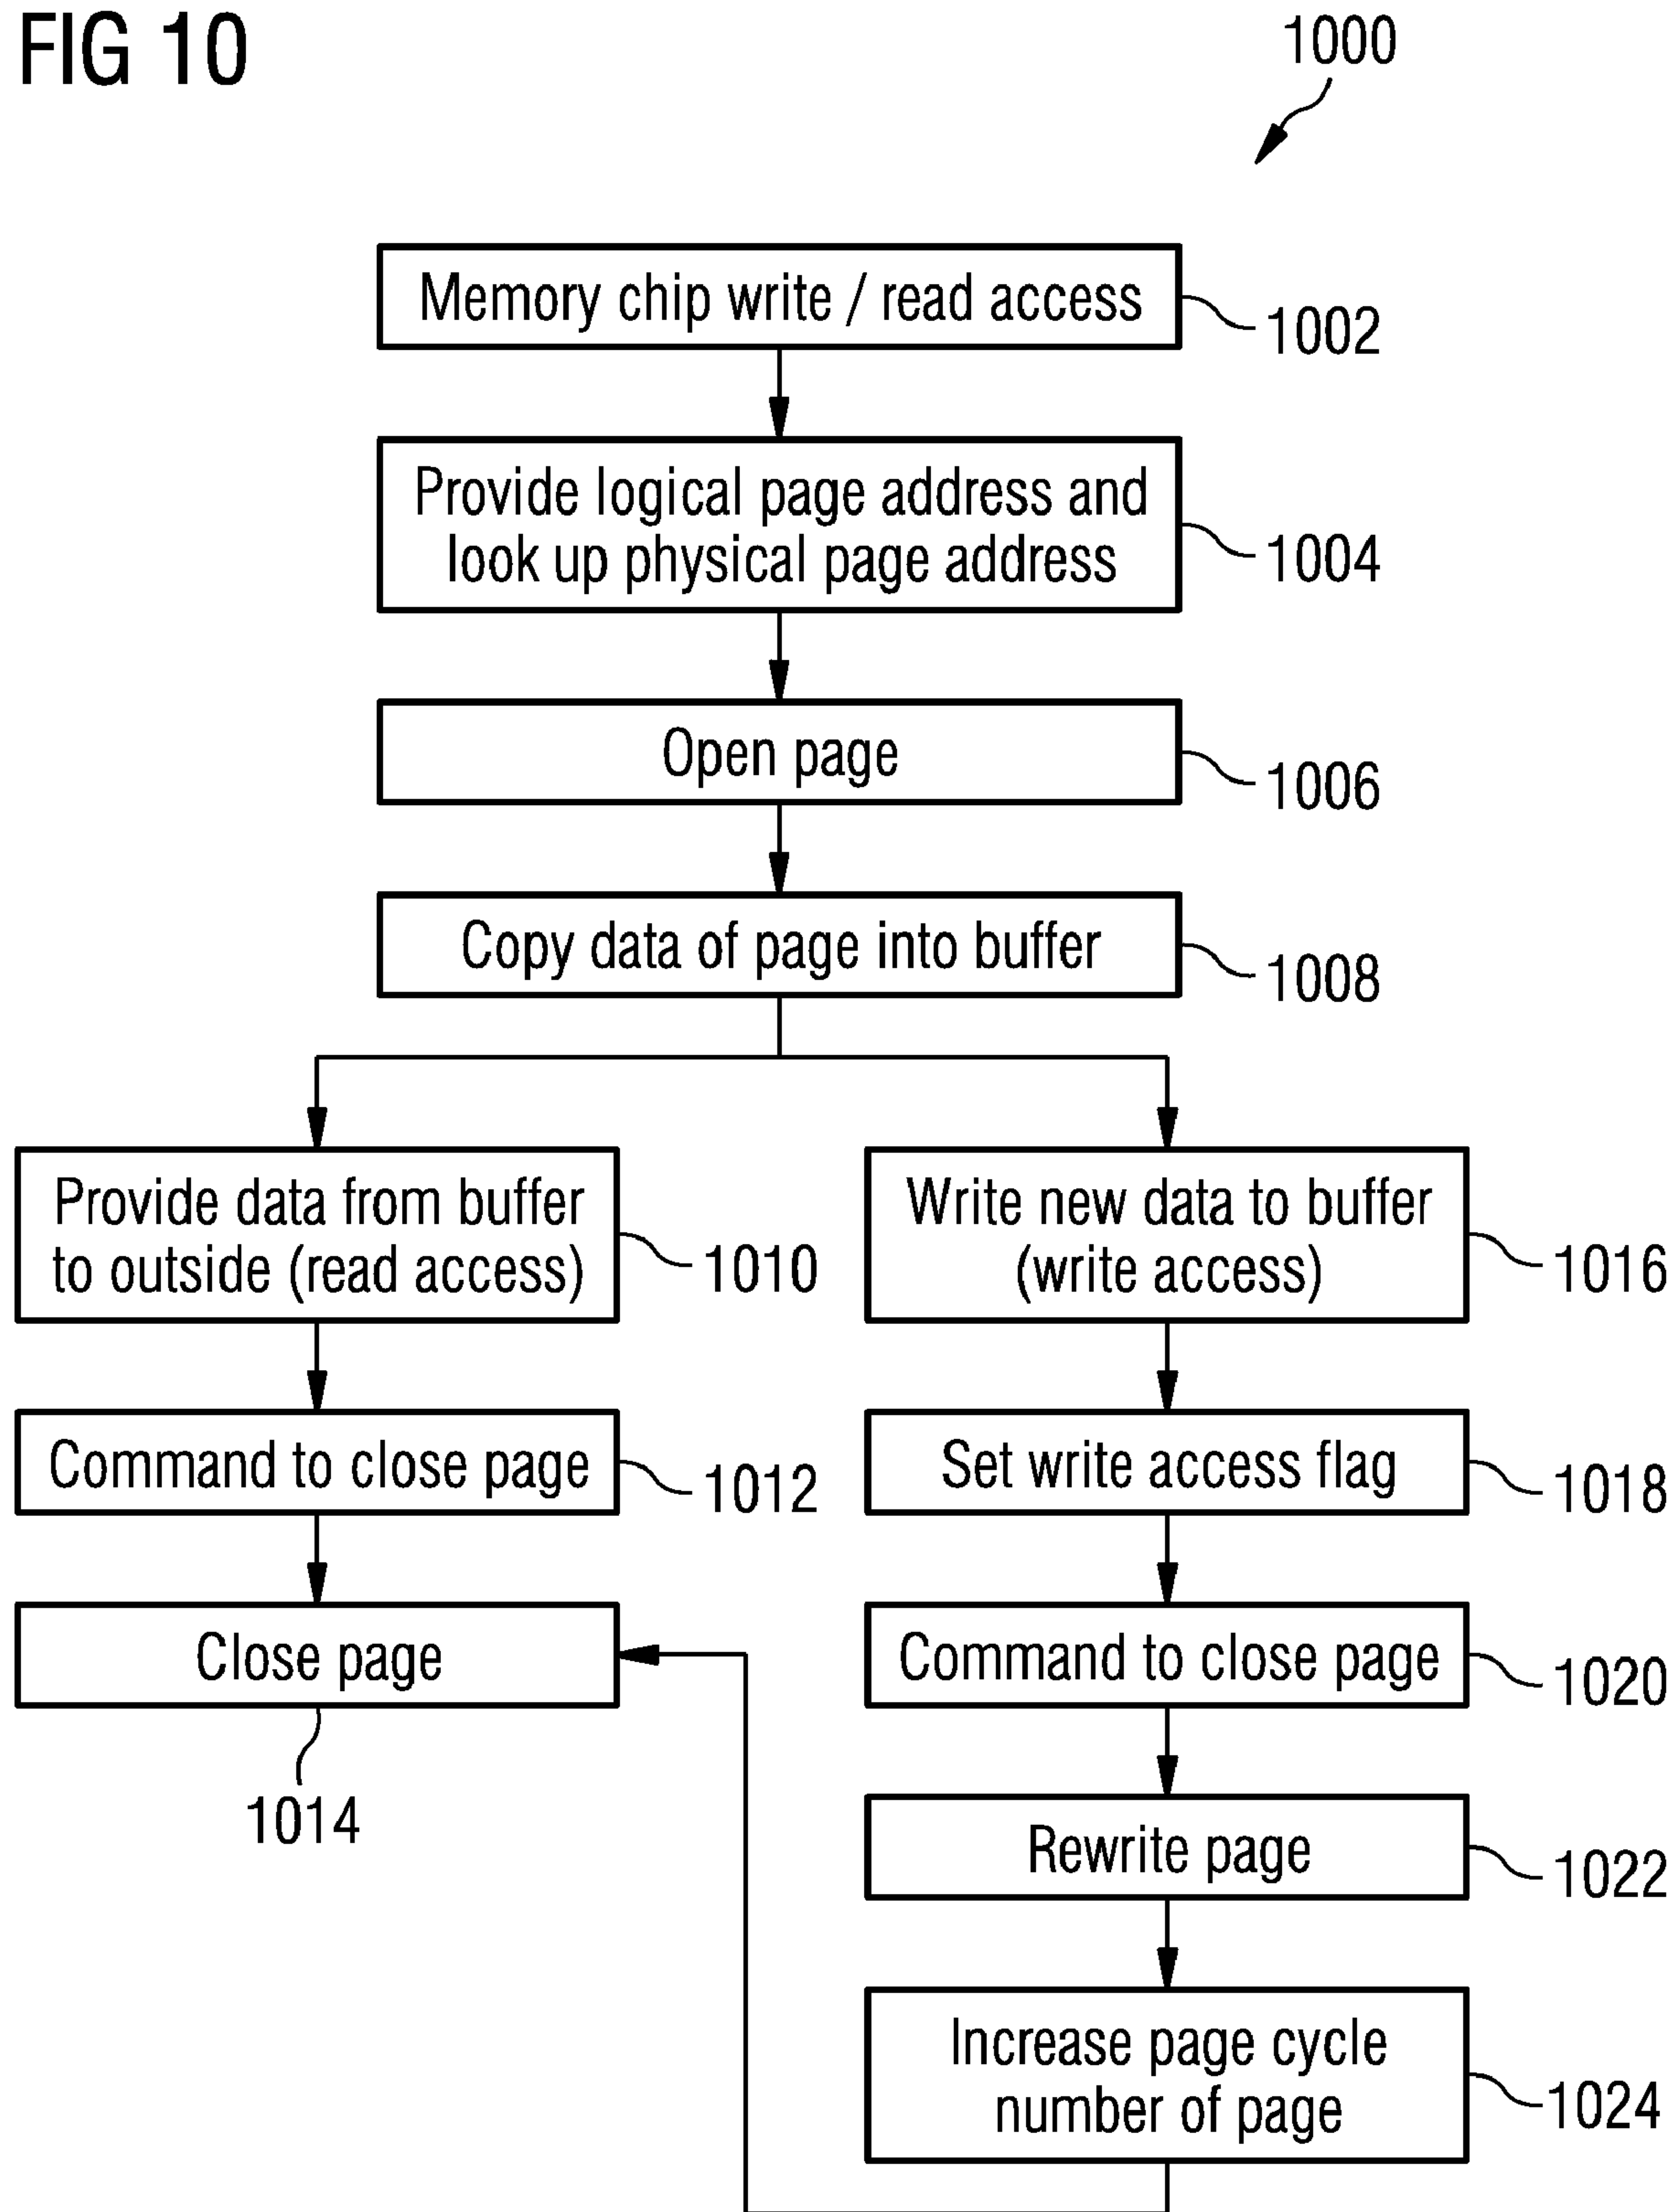 FIG 10
1000
Memory chip write / read access
1002
Provide logical page address and
look up physical page address
1004
Open page
1006
Copy data of page into buffer
1008
Provide data from buffer
to outside (read access)
1010
Command to close page
1012
Close page
1014
Write new data to buffer
(write access)
1016
Set write access flag
1018
Command to close page
1020
Rewrite page
1022
Increase page cycle
number of page
1024